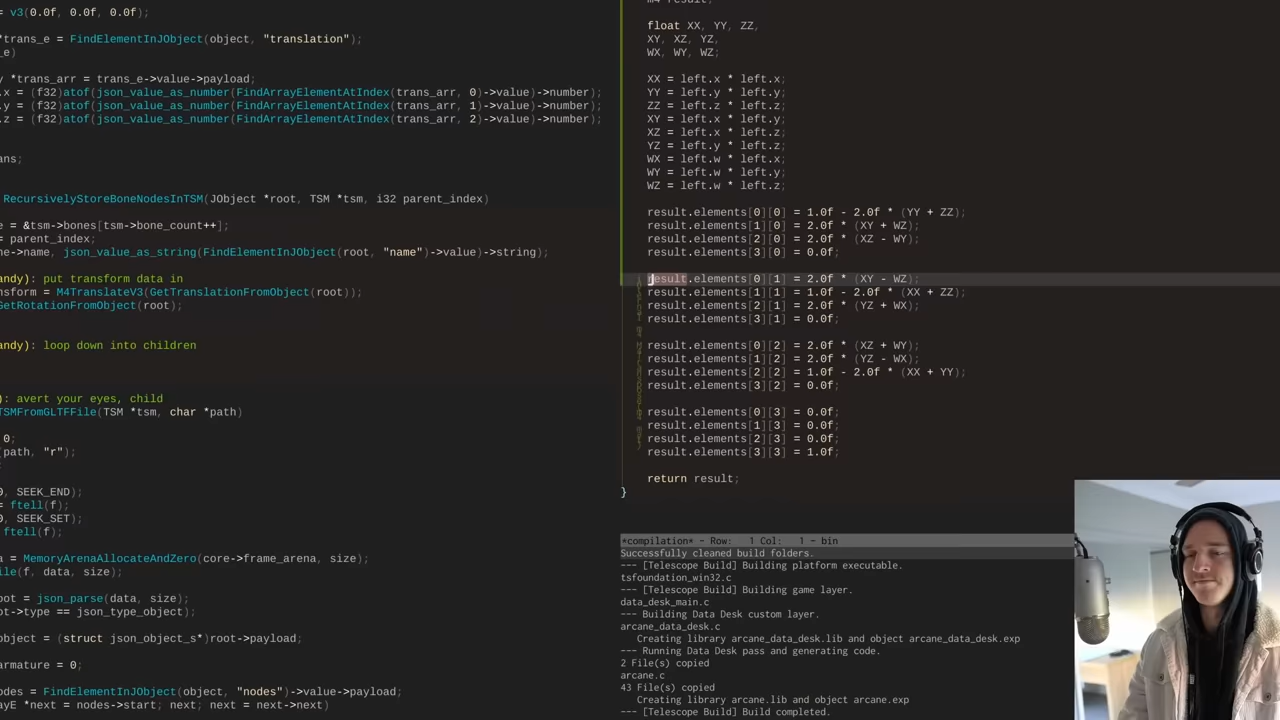 = v3(0.0f, 0.0f, 0.0f);
*trans_e = FindElementInJObject(object, "translation");
_e)
y *trans_arr = trans_e->value->payload;
.x = (f32)atof(json_value_as_number(FindArrayElementAtIndex(trans_arr, 0)->value)->number);
.y = (f32)atof(json_value_as_number(FindArrayElementAtIndex(trans_arr, 1)->value)->number);
.z = (f32)atof(json_value_as_number(FindArrayElementAtIndex(trans_arr, 2)->value)->number);
ans;
RecursivelyStoreBoneNodesInTSM(JObject *root, TSM *tsm, i32 parent_index)
e = &tsm->bones[tsm->bone_count++];
= parent_index;
>name, json_value_as_string(FindElementInJObject(root, "name")->value)->string);
andy): put transform data in
nsform = M4TranslateV3(GetTranslationFromObject(root));
GetRotationFromObject(root);
andy): loop down into children
): avert your eyes, child
TSMFromGLTFFile(TSM *tsm, char *path)
0;
(path, "r");
0, SEEK_END);
= ftell(f);
0, SEEK_SET);
ftell(f);
a = MemoryArenaAllocateAndZero(core->frame_arena, size);
ile(f, data, size);
oot = json_parse(data, size);
ot->type == json_type_object);
object = (struct json_object_s*)root->payload;
armature = 0;
nodes = FindElementInJObject(object, "nodes")->value->payload;
ayE *next = nodes->start; next; next = next->next)
m4 result;
float XX, YY, ZZ,
XY, XZ, YZ,
WX, WY, WZ;
XX = left.x * left.x;
YY = left.y * left.y;
ZZ = left.z * left.z;
XY = left.x * left.y;
XZ = left.x * left.z;
YZ = left.y * left.z;
WX = left.w * left.x;
WY = left.w * left.y;
WZ = left.w * left.z;
result.elements[0][0] = 1.0f - 2.0f * (YY + ZZ);
result.elements[1][0] = 2.0f * (XY + WZ);
result.elements[2][0] = 2.0f * (XZ - WY);
result.elements[3][0] = 0.0f;
result.elements[0][1] = 2.0f * (XY - WZ);
result.elements[1][1] = 1.0f - 2.0f * (XX + ZZ);
result.elements[2][1] = 2.0f * (YZ + WX);
result.elements[3][1] = 0.0f;
result.elements[0][2] = 2.0f * (XZ + WY);
result.elements[1][2] = 2.0f * (YZ - WX);
result.elements[2][2] = 1.0f - 2.0f * (XX + YY);
result.elements[3][2] = 0.0f;
result.elements[0][3] = 0.0f;
result.elements[1][3] = 0.0f;
result.elements[2][3] = 0.0f;
result.elements[3][3] = 1.0f;
return result;
}
*compilation* - Row: 1 Col: 1 - bin
Successfully cleaned build folders.
--- [Telescope Build] Building platform executable.
tsfoundation_win32.c
--- [Telescope Build] Building game layer.
data_desk_main.c
--- Building Data Desk custom layer.
arcane_data_desk.c
Creating library arcane_data_desk.lib and object arcane_data_desk.exp
--- Running Data Desk pass and generating code.
2 File(s) copied
arcane.c
43 File(s) copied
Creating library arcane.lib and object arcane.exp
--- [Telescope Build] Build completed.